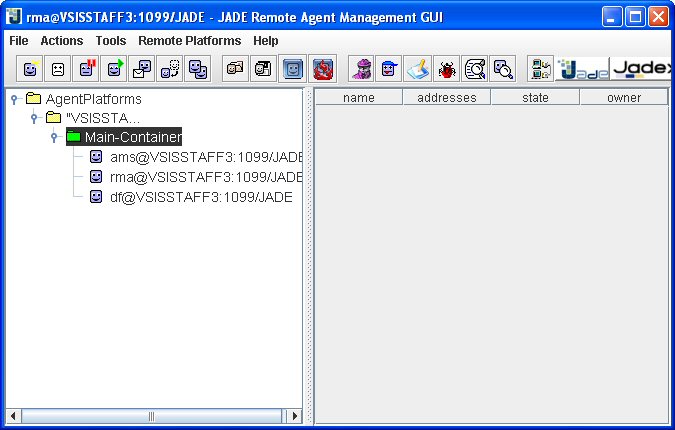 rma@VSISSTAFF3:1099/JADE - JADE Remote Agent Management GUI
File Actions Tools Remote Platforms Help
Jade Jadex
name addresses state owner
AgentPlatforms
"VSISSTA...
Main-Container
ams@VSISSTAFF3:1099/JADE
rma@VSISSTAFF3:1099/JADE
df@VSISSTAFF3:1099/JADE